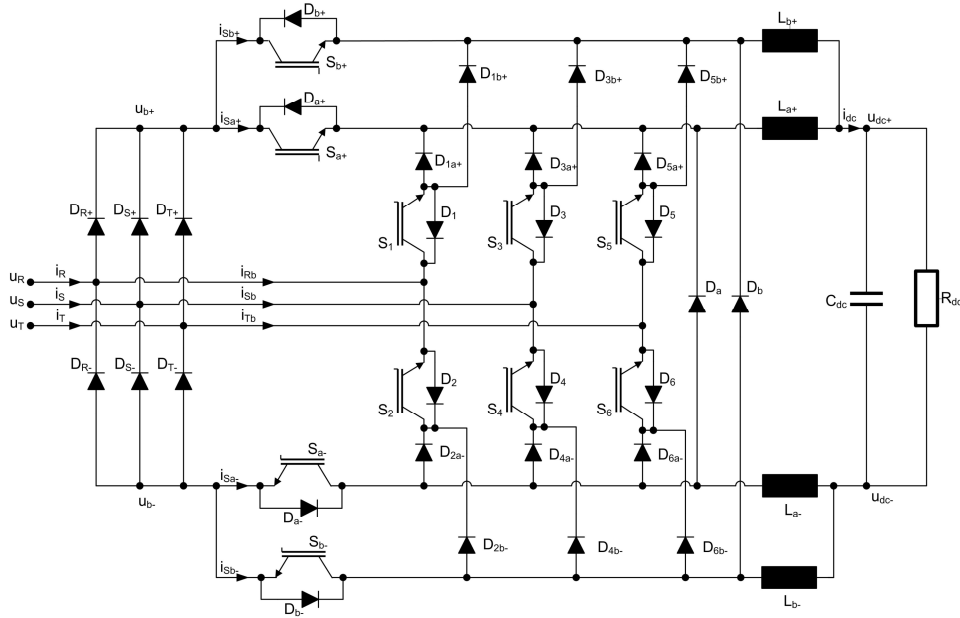 D_b+
i_Sb+
S_b+
L_b+
D_1b+
D_3b+
D_5b+
u_b+
i_Sa+
D_a+
S_a+
L_a+
i_dc
u_dc+
D_1a+
D_3a+
D_5a+
D_R+
D_S+
D_T+
S_1
D_1
S_3
D_3
S_5
D_5
u_R
i_R
i_Rb
u_S
i_S
i_Sb
u_T
i_T
i_Tb
D_a
D_b
C_dc
R_dc
D_R-
D_S-
D_T-
S_2
D_2
S_4
D_4
S_6
D_6
D_2a-
D_4a-
D_6a-
S_a-
i_Sa-
u_b-
D_a-
L_a-
u_dc-
S_b-
D_2b-
D_4b-
D_6b-
i_Sb-
D_b-
L_b-